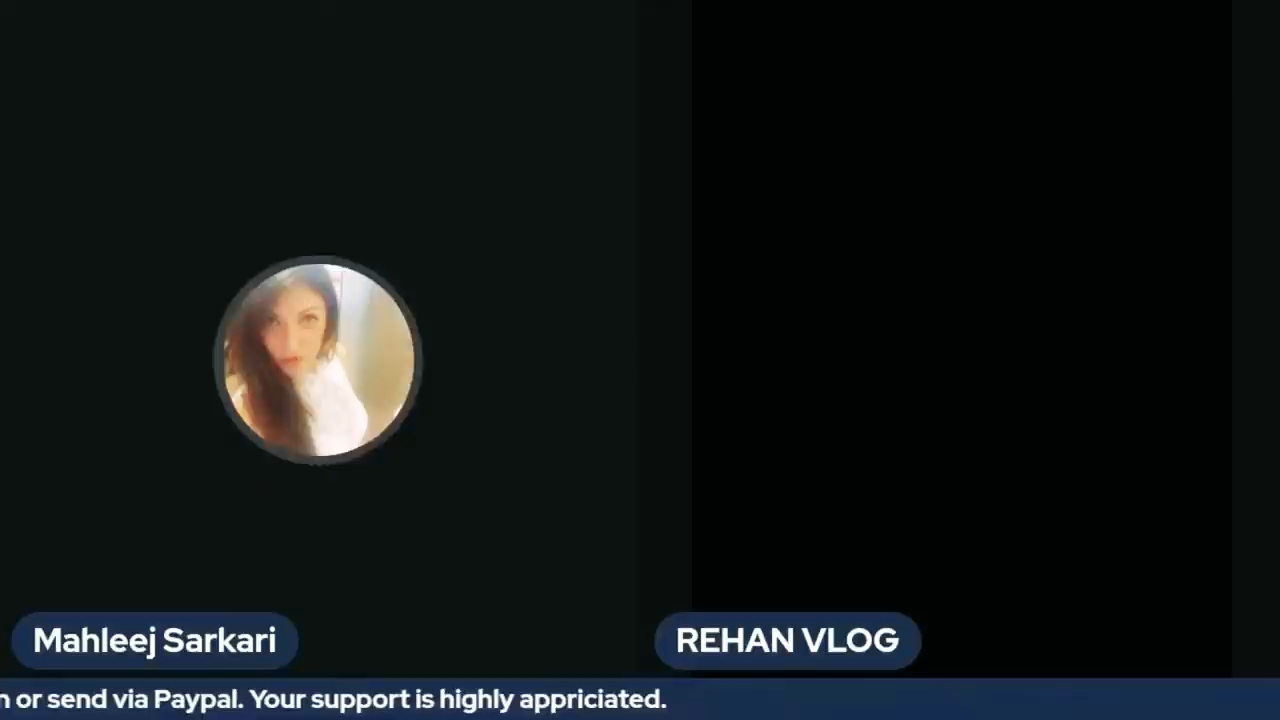 Mahleej Sarkari
REHAN VLOG
n or send via Paypal. Your support is highly appriciated.